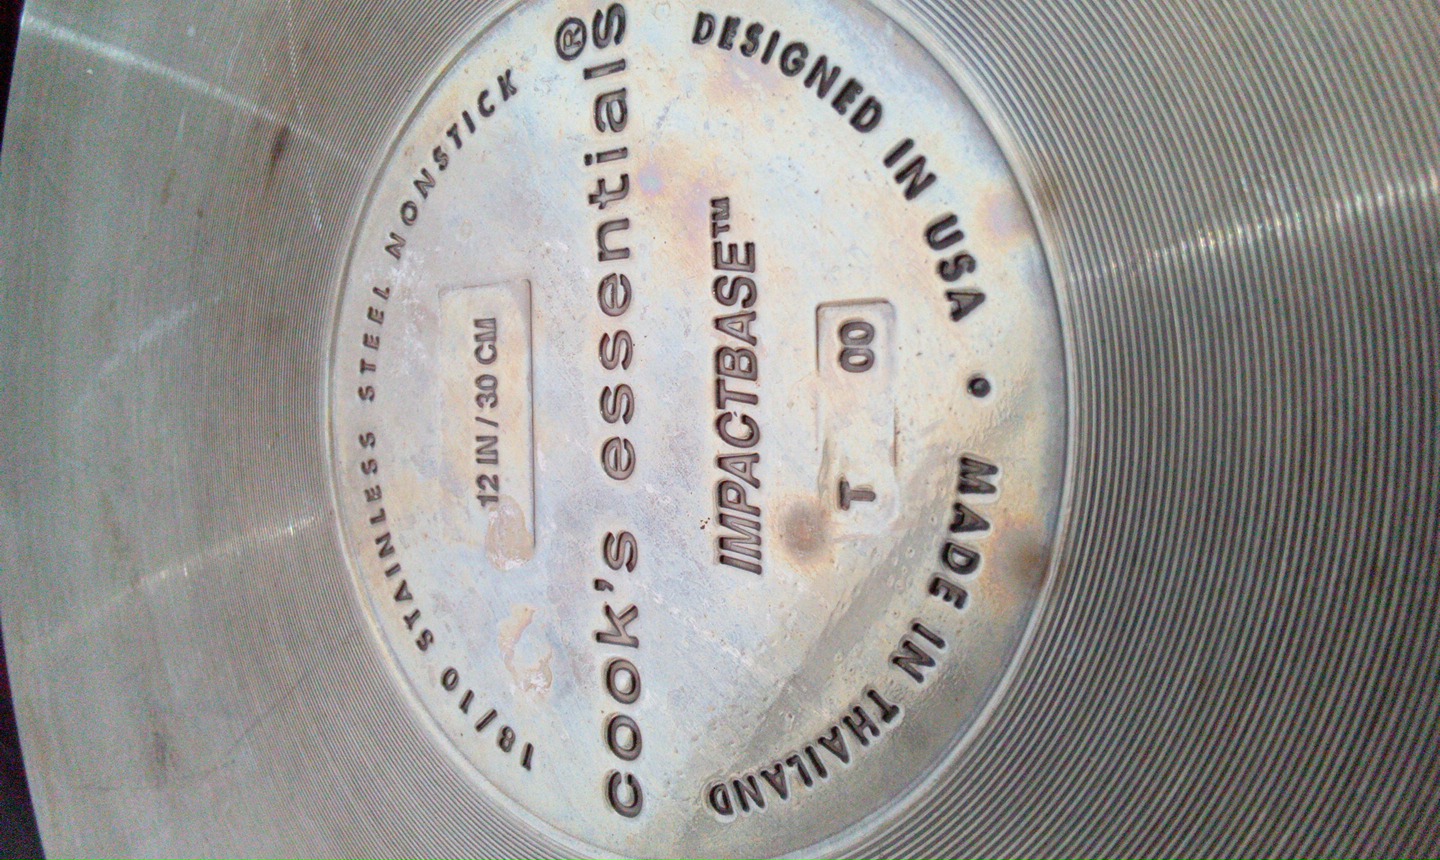 18/10 STAINLESS STEEL NONSTICK
12 IN / 30 CM
cook's essentials®
IMPACTBASE™
T 00
MADE IN THAILAND • DESIGNED IN USA